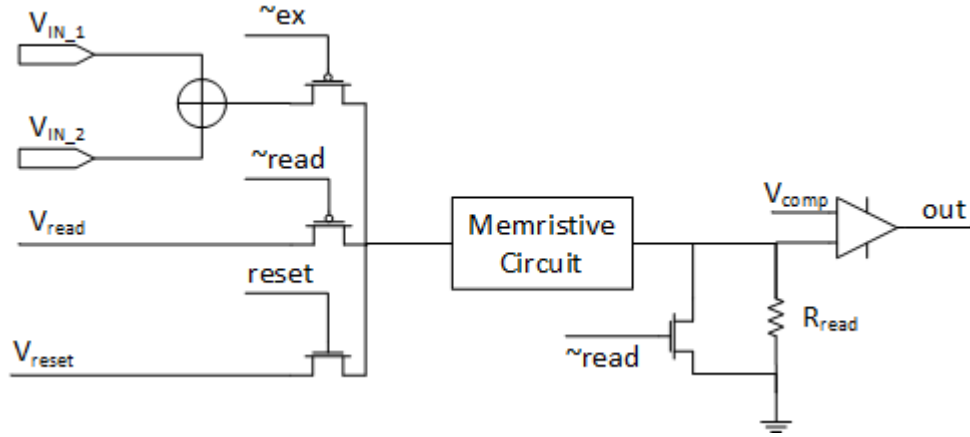 ~ex
V_IN_1
V_IN_2
~read
V_read
reset
V_reset
Memristive
Circuit
V_comp
out
R_read
~read